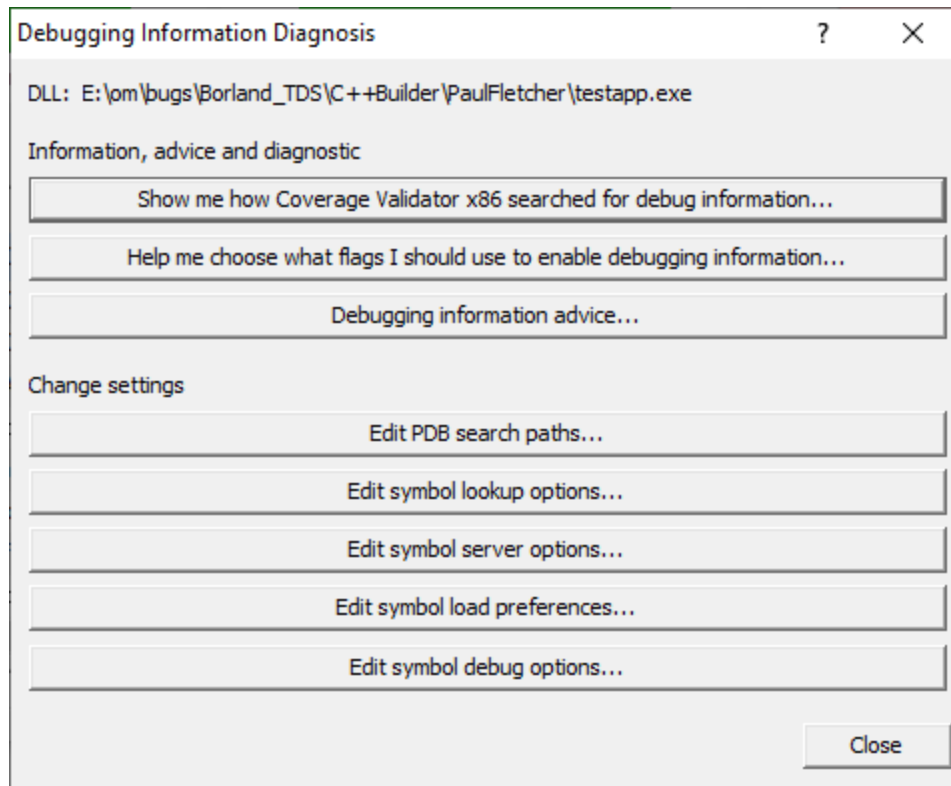 Debugging Information Diagnosis ?
DLL: E:\om\bugs\Borland_TDS\C++Builder\PaulFletcher\testapp.exe
Information, advice and diagnostic
Show me how Coverage Validator x86 searched for debug information...
Help me choose what flags I should use to enable debugging information...
Debugging information advice...
Change settings
Edit PDB search paths...
Edit symbol lookup options...
Edit symbol server options...
Edit symbol load preferences...
Edit symbol debug options...
Close